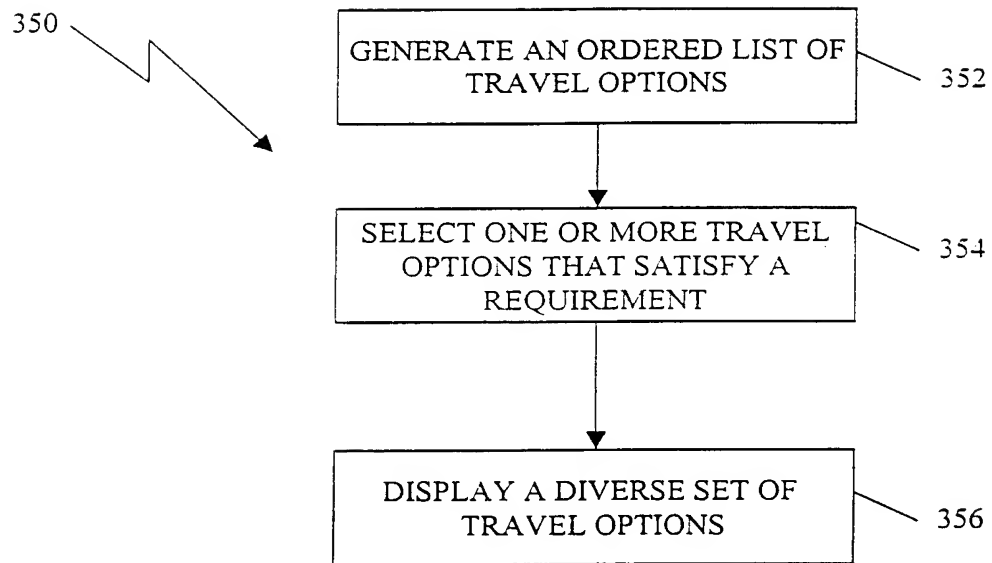 350
GENERATE AN ORDERED LIST OF
TRAVEL OPTIONS
352
SELECT ONE OR MORE TRAVEL
OPTIONS THAT SATISFY A
REQUIREMENT
354
DISPLAY A DIVERSE SET OF
TRAVEL OPTIONS
356